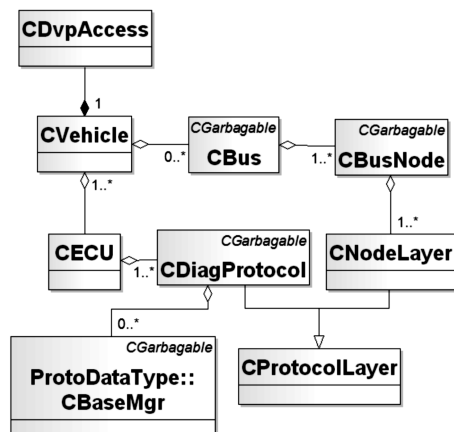 CDvpAccess
1
CVehicle
0..*
CGarbagable
CBus
1..*
CGarbagable
CBusNode
1..*
1..*
CECU
1..*
CGarbagable
CDiagProtocol
CNodeLayer
0..*
CGarbagable
ProtoDataType::
CBaseMgr
CProtocolLayer